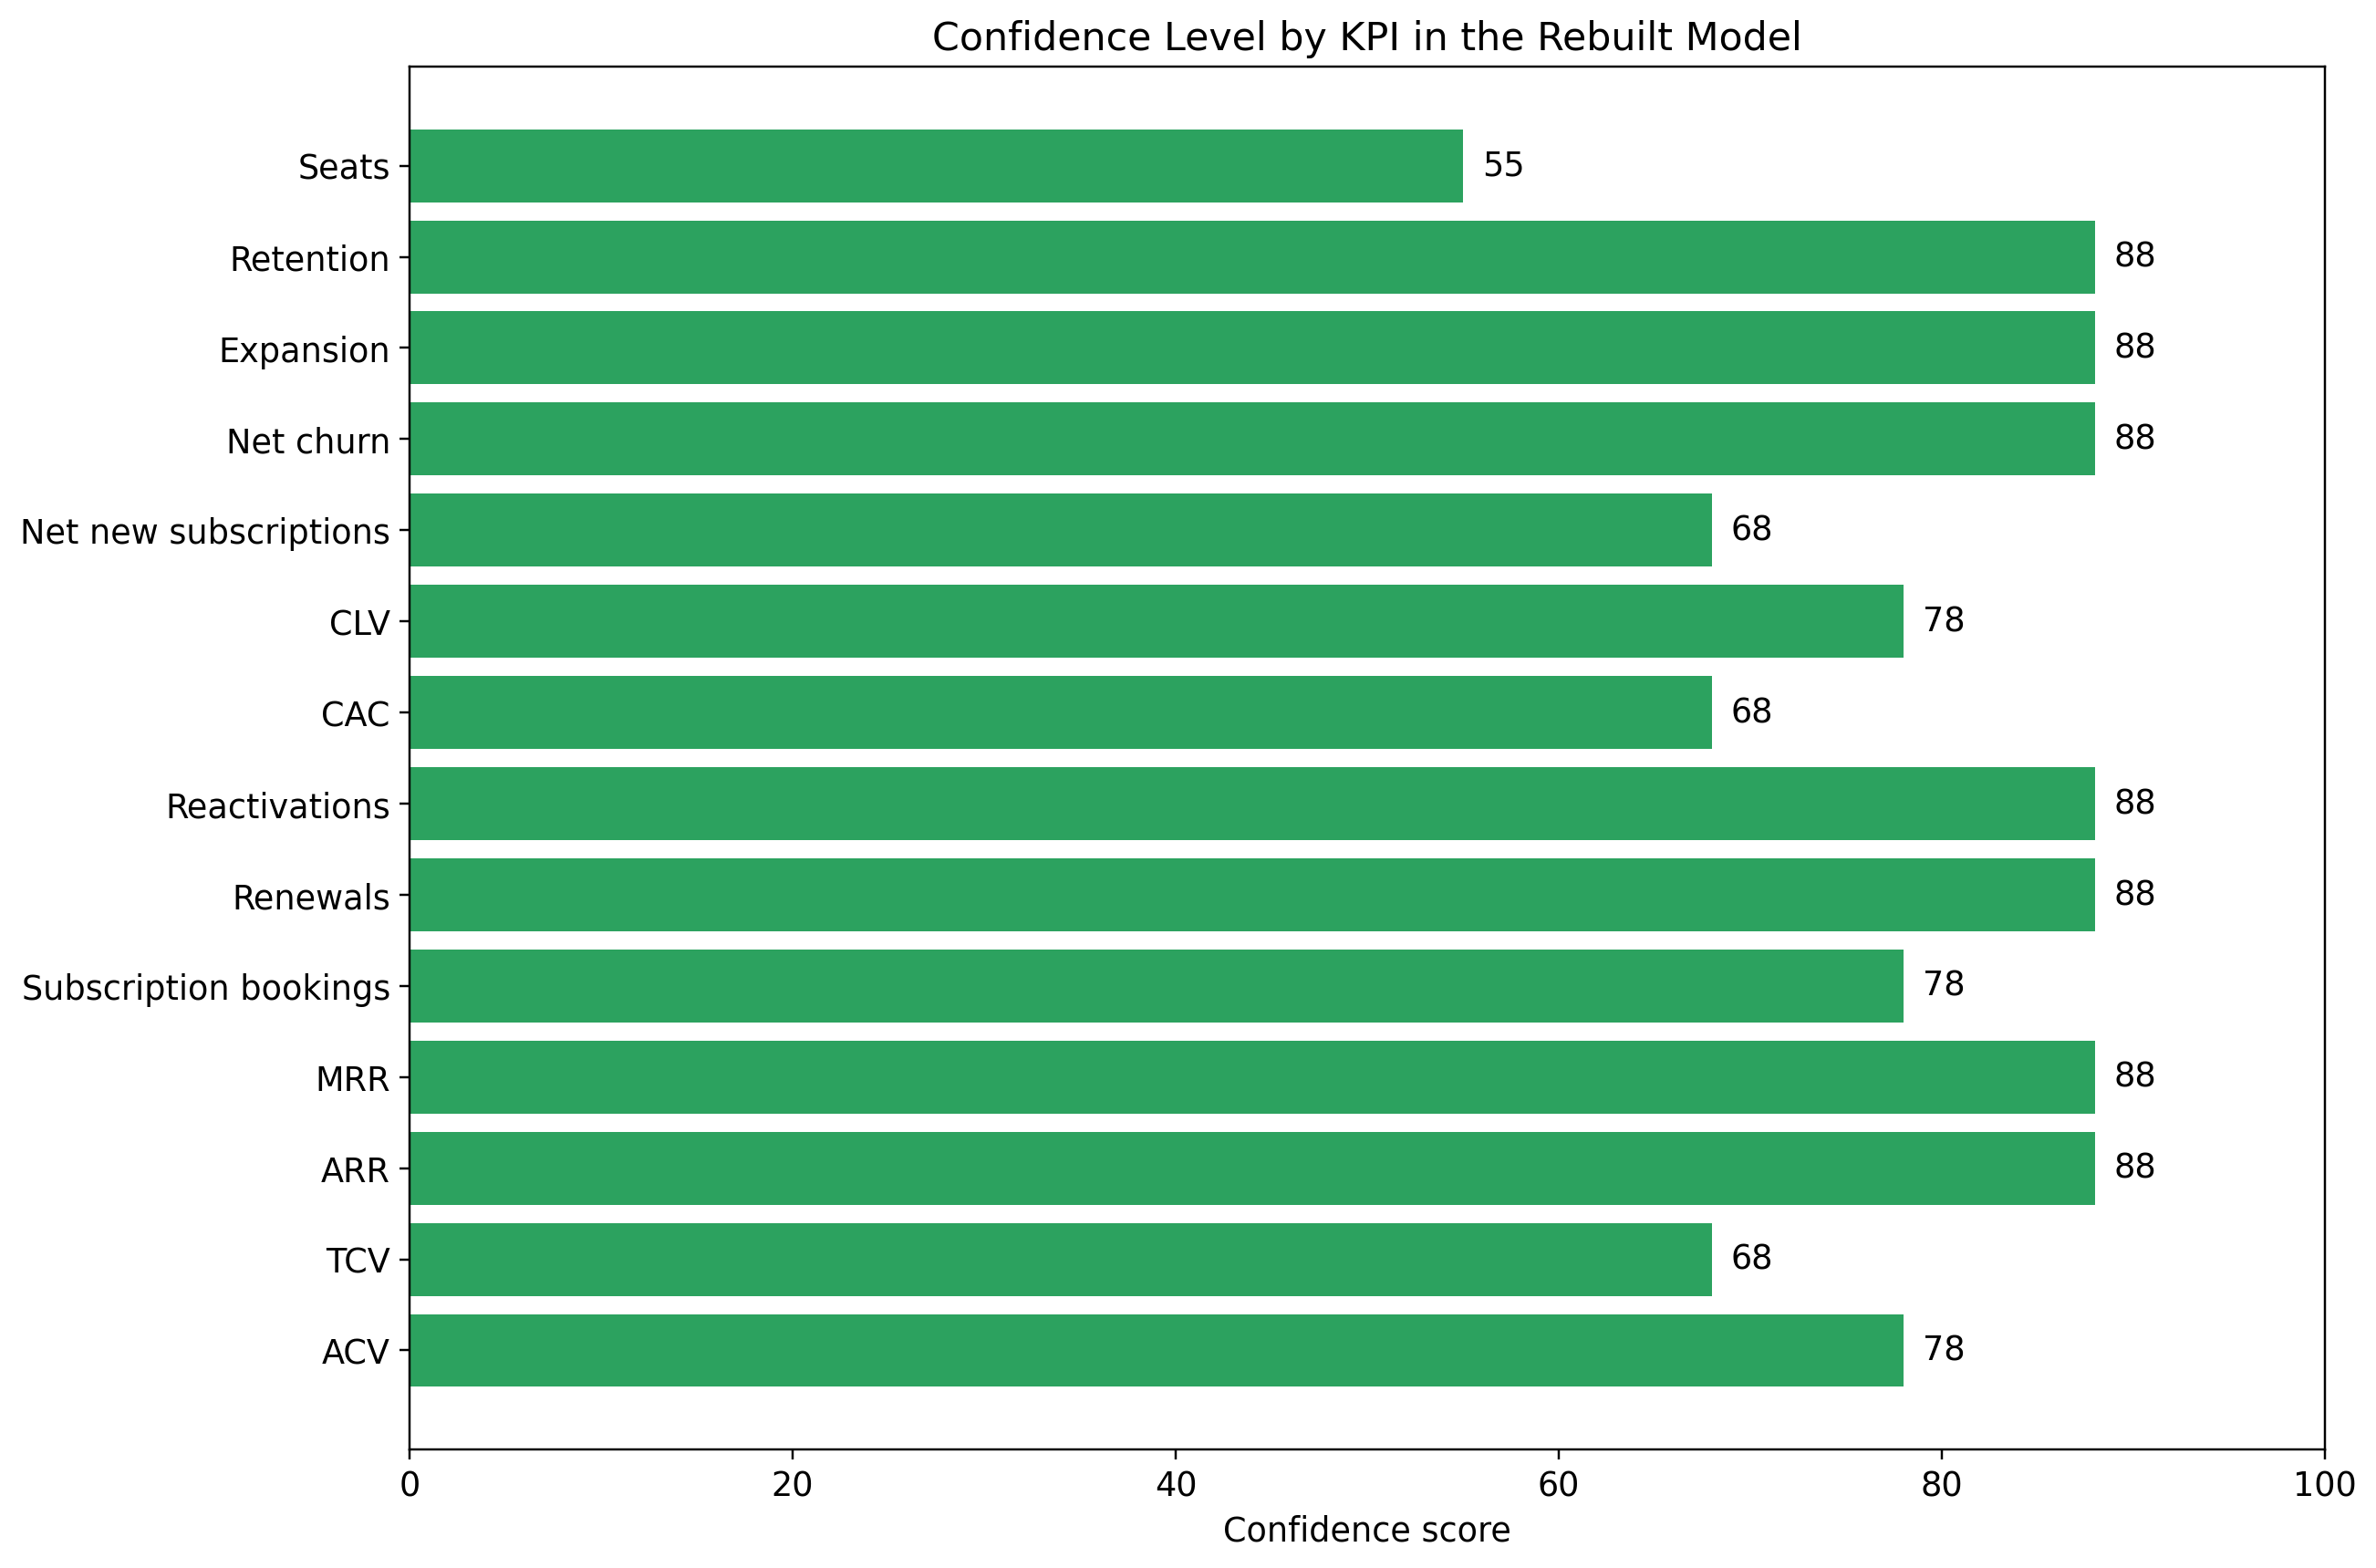 Confidence Level by KPI in the Rebuilt Model
Seats 55
Retention 88
Expansion 88
Net churn 88
Net new subscriptions 68
CLV 78
CAC 68
Reactivations 88
Renewals 88
Subscription bookings 78
MRR 88
ARR 88
TCV 68
ACV 78
0 20 40 60 80 100
Confidence score